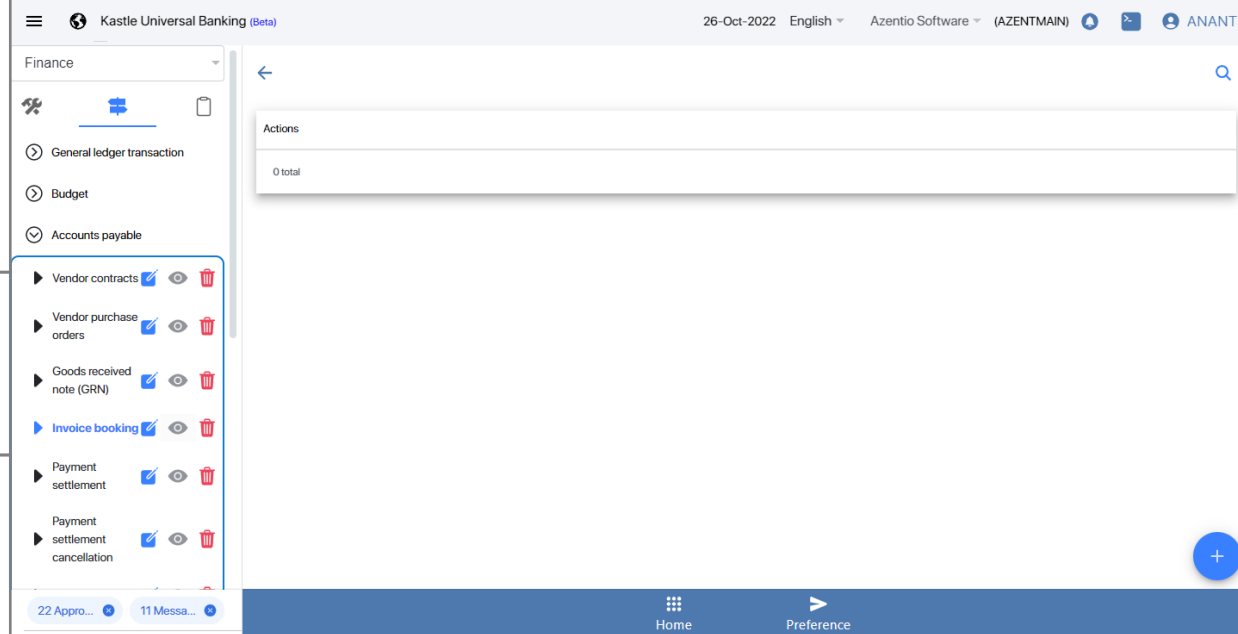 Kastle Universal Banking (Beta)
26-Oct-2022 English Azentio Software (AZENTMAIN) ANANT
Finance
General ledger transaction
Budget
Accounts payable
Vendor contracts
Vendor purchase
orders
Goods received
note (GRN)
Invoice booking
Payment
settlement
Payment
settlement
cancellation
22 Appro...
11 Messa...
Actions
0 total
Home
Preference